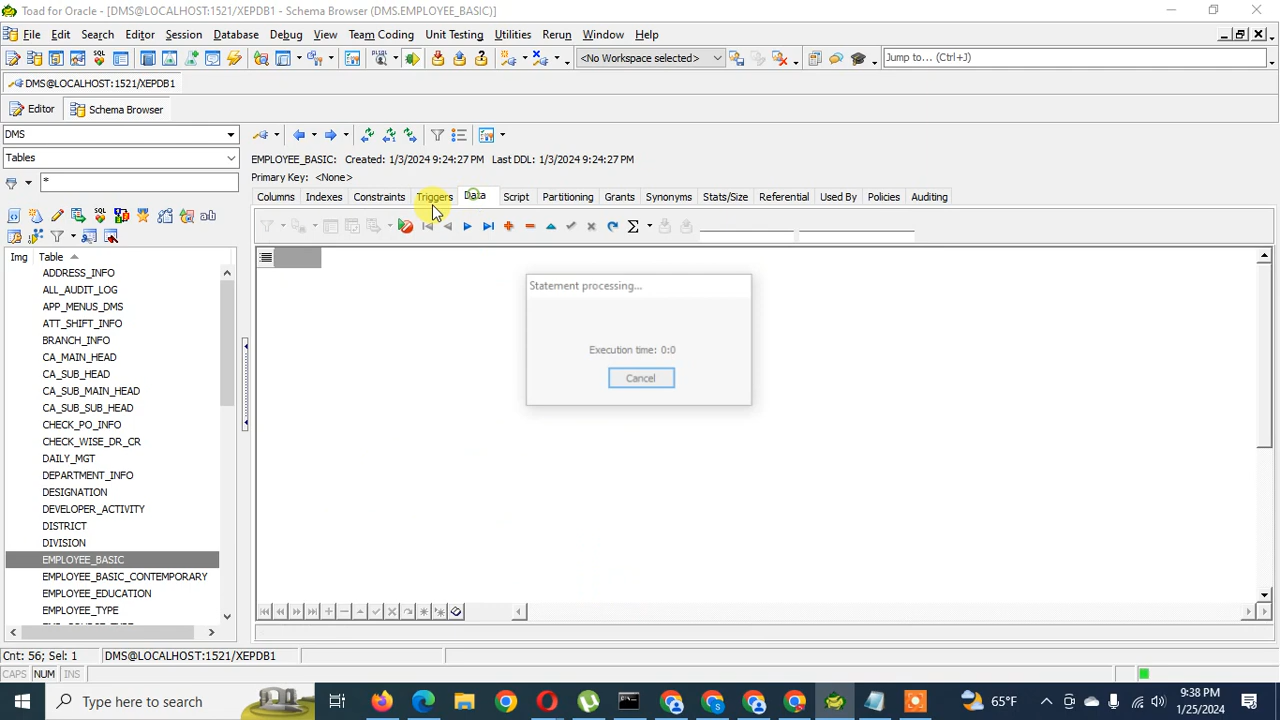 Toad for Oracle - [DMS@LOCALHOST:1521/XEPDB1 - Schema Browser (DMS.EMPLOYEE_BASIC)]
File Edit Search Editor Session Database Debug View Team Coding Unit Testing Utilities Rerun Window Help
SQL <No Workspace selected> Jump to... (Ctrl+J)
DMS@LOCALHOST:1521/XEPDB1
Editor Schema Browser
DMS
Tables
EMPLOYEE_BASIC: Created: 1/3/2024 9:24:27 PM Last DDL: 1/3/2024 9:24:27 PM
Primary Key: <None>
*
Columns Indexes Constraints Triggers Data Script Partitioning Grants Synonyms Stats/Size Referential Used By Policies Auditing
Img Table
ADDRESS_INFO
ALL_AUDIT_LOG
APP_MENUS_DMS
ATT_SHIFT_INFO
BRANCH_INFO
CA_MAIN_HEAD
CA_SUB_HEAD
CA_SUB_MAIN_HEAD
CA_SUB_SUB_HEAD
CHECK_PO_INFO
CHECK_WISE_DR_CR
DAILY_MGT
DEPARTMENT_INFO
DESIGNATION
DEVELOPER_ACTIVITY
DISTRICT
DIVISION
EMPLOYEE_BASIC
EMPLOYEE_BASIC_CONTEMPORARY
EMPLOYEE_EDUCATION
EMPLOYEE_TYPE
Statement processing...
Execution time: 0:0
Cancel
Cnt: 56; Sel: 1 DMS@LOCALHOST:1521/XEPDB1
CAPS NUM INS
Type here to search
65°F
9:38 PM
1/25/2024